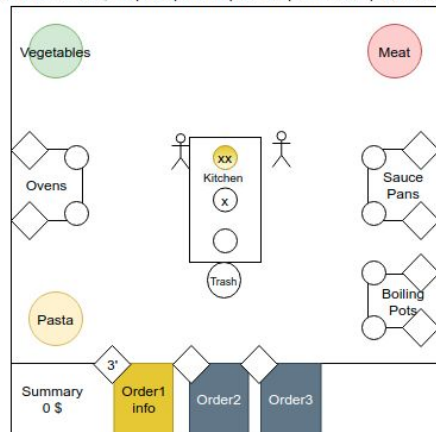 Vegetables
Meat
xx
Kitchen
x
Ovens
Sauce
Pans
Trash
Pasta
Boiling
Pots
3'
Summary
0 $
Order1
info
Order2
Order3